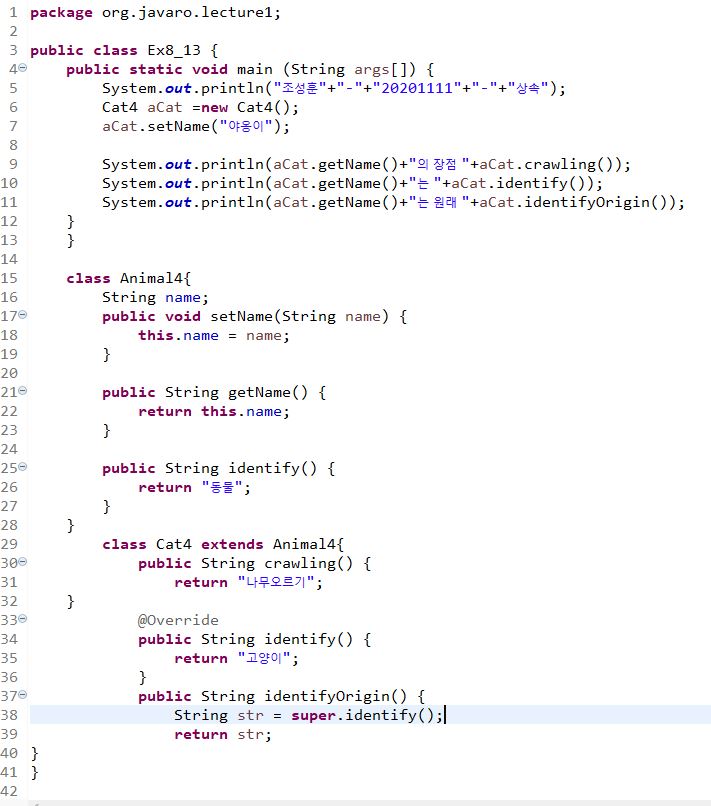 1 package org.javaro.lecture1;
2
3 public class Ex8_13 {
4 public static void main (String args[]) {
5 System.out.println("조성훈"+"-"+"20201111"+"-"+"상속");
6 Cat4 aCat =new Cat4();
7 aCat.setName("야옹이");
8
9 System.out.println(aCat.getName()+"의 장점 "+aCat.crawling());
10 System.out.println(aCat.getName()+"는 "+aCat.identify());
11 System.out.println(aCat.getName()+"는 원래 "+aCat.identifyOrigin());
12 }
13 }
14
15 class Animal4{
16 String name;
17 public void setName(String name) {
18 this.name = name;
19 }
20
21 public String getName() {
22 return this.name;
23 }
24
25 public String identify() {
26 return "동물";
27 }
28 }
29 class Cat4 extends Animal4{
30 public String crawling() {
31 return "나무오르기";
32 }
33 @Override
34 public String identify() {
35 return "고양이";
36 }
37 public String identifyOrigin() {
38 String str = super.identify();
39 return str;
40 }
41 }
42